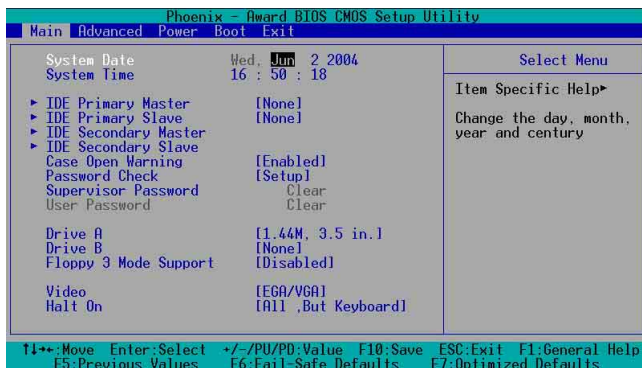 Phoenix - Award BIOS CMOS Setup Utility
Main Advanced Power Boot Exit
System Date Wed, Jun 2 2004
System Time 16 : 50 : 18
Select Menu
Item Specific Help►
Change the day, month,
year and century
► IDE Primary Master [None]
► IDE Primary Slave [None]
► IDE Secondary Master
► IDE Secondary Slave
Case Open Warning [Enabled]
Password Check [Setup]
Supervisor Password Clear
User Password Clear
Drive A [1.44M, 3.5 in.]
Drive B [None]
Floppy 3 Mode Support [Disabled]
Video [EGA/VGA]
Halt On [All ,But Keyboard]
↑↓→←:Move Enter:Select +/-/PU/PD:Value F10:Save ESC:Exit F1:General Help
F5:Previous Values F6:Fail-Safe Defaults F7:Optimized Defaults